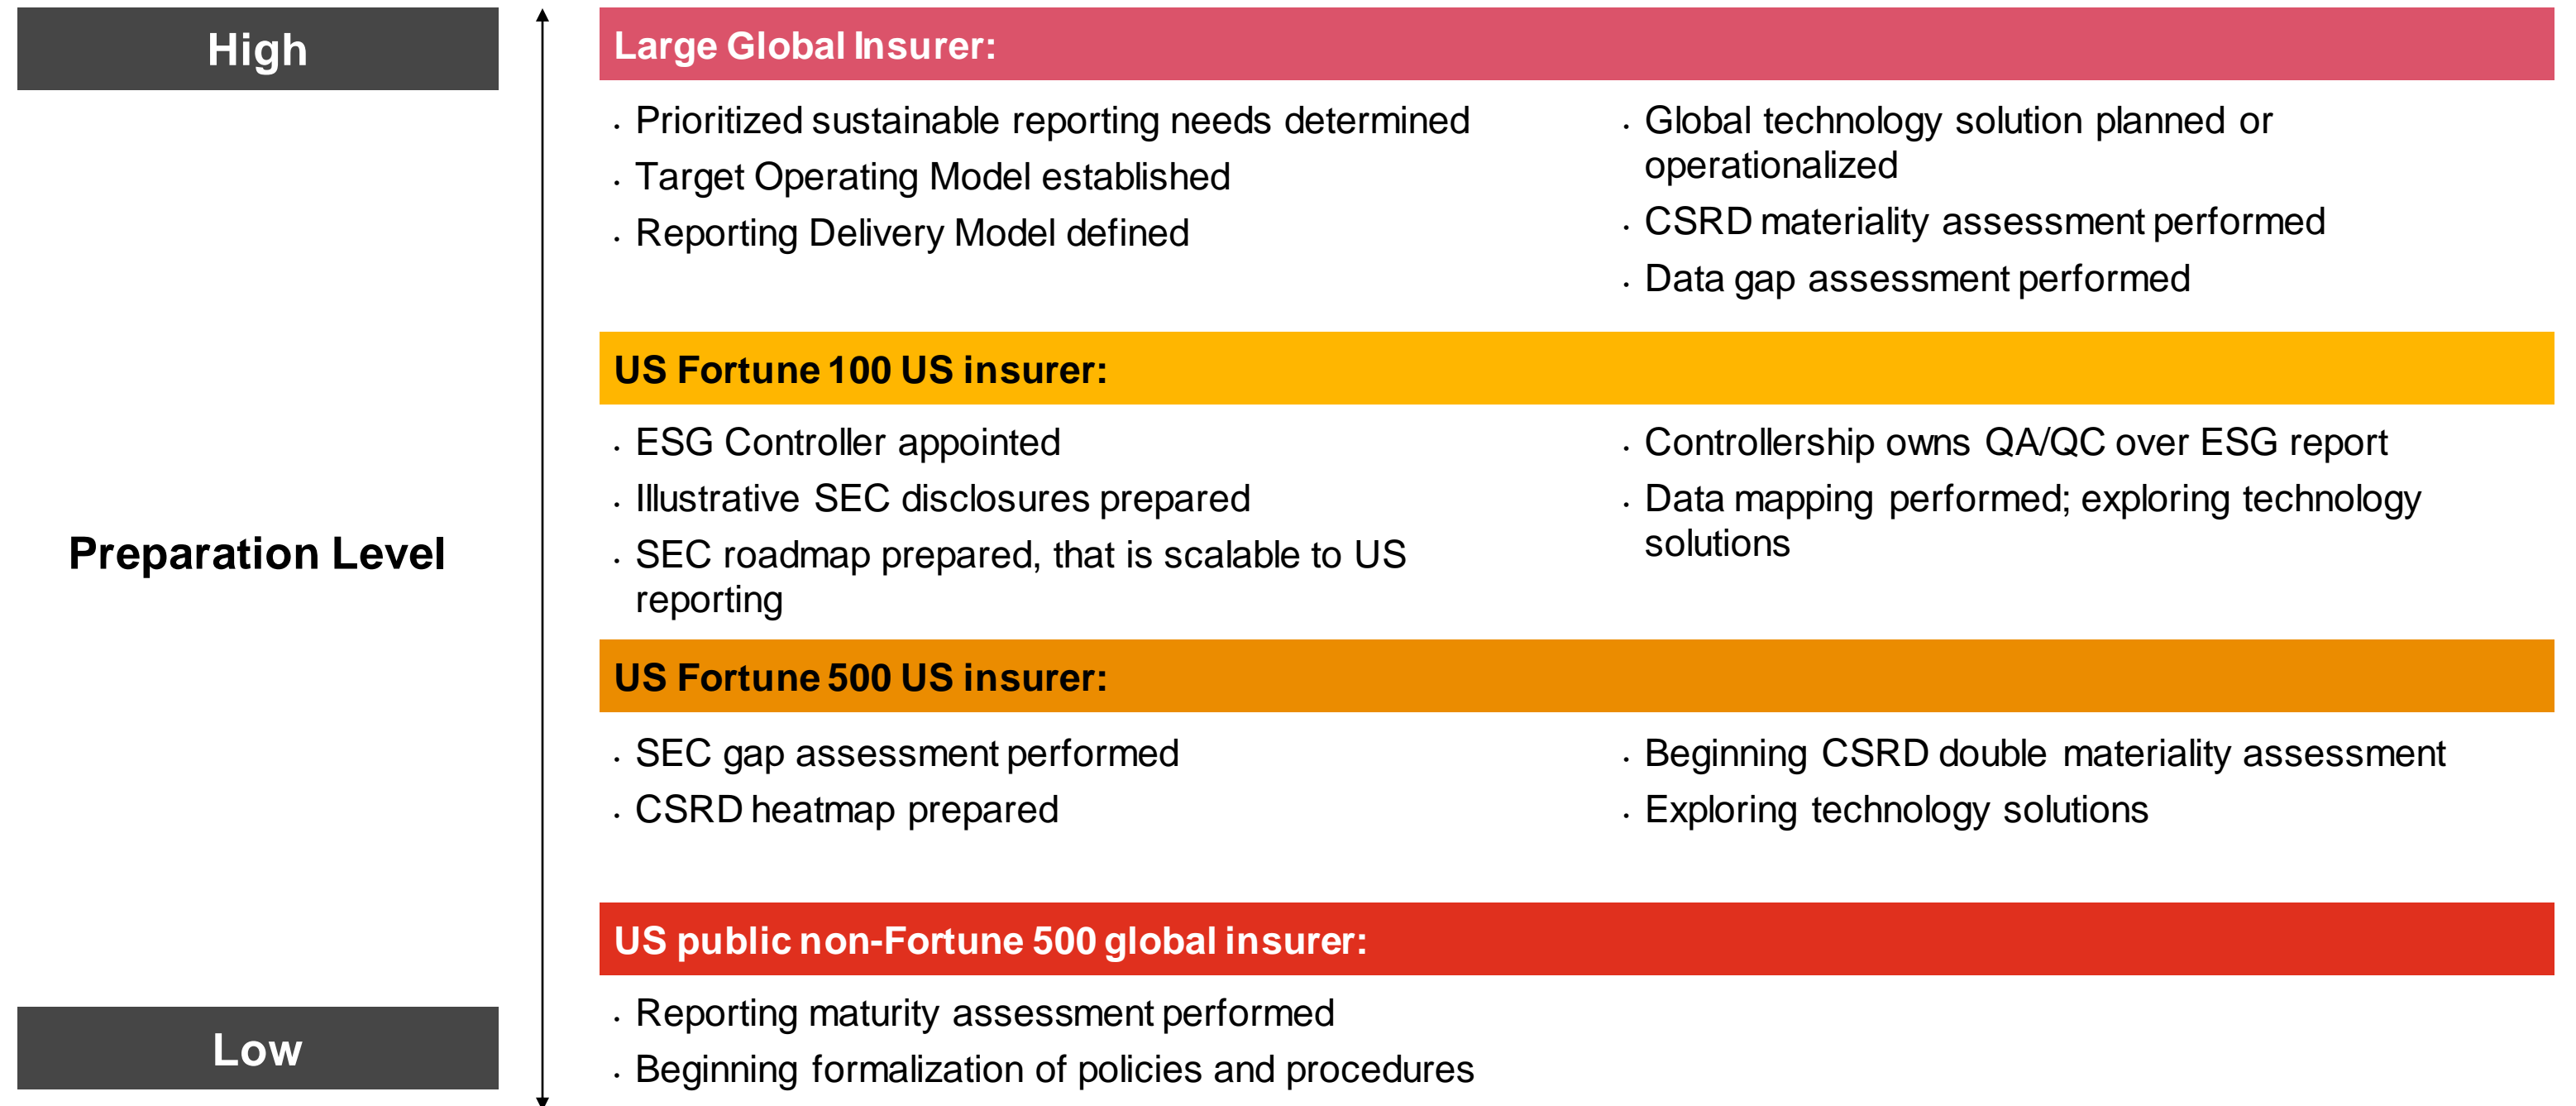 High
Preparation Level
Low
Large Global Insurer:
· Prioritized sustainable reporting needs determined
· Target Operating Model established
· Reporting Delivery Model defined
· Global technology solution planned or
operationalized
· CSRD materiality assessment performed
· Data gap assessment performed
US Fortune 100 US insurer:
· ESG Controller appointed
· Illustrative SEC disclosures prepared
· SEC roadmap prepared, that is scalable to US
reporting
· Controllership owns QA/QC over ESG report
· Data mapping performed; exploring technology
solutions
US Fortune 500 US insurer:
· SEC gap assessment performed
· CSRD heatmap prepared
· Beginning CSRD double materiality assessment
· Exploring technology solutions
US public non-Fortune 500 global insurer:
· Reporting maturity assessment performed
· Beginning formalization of policies and procedures